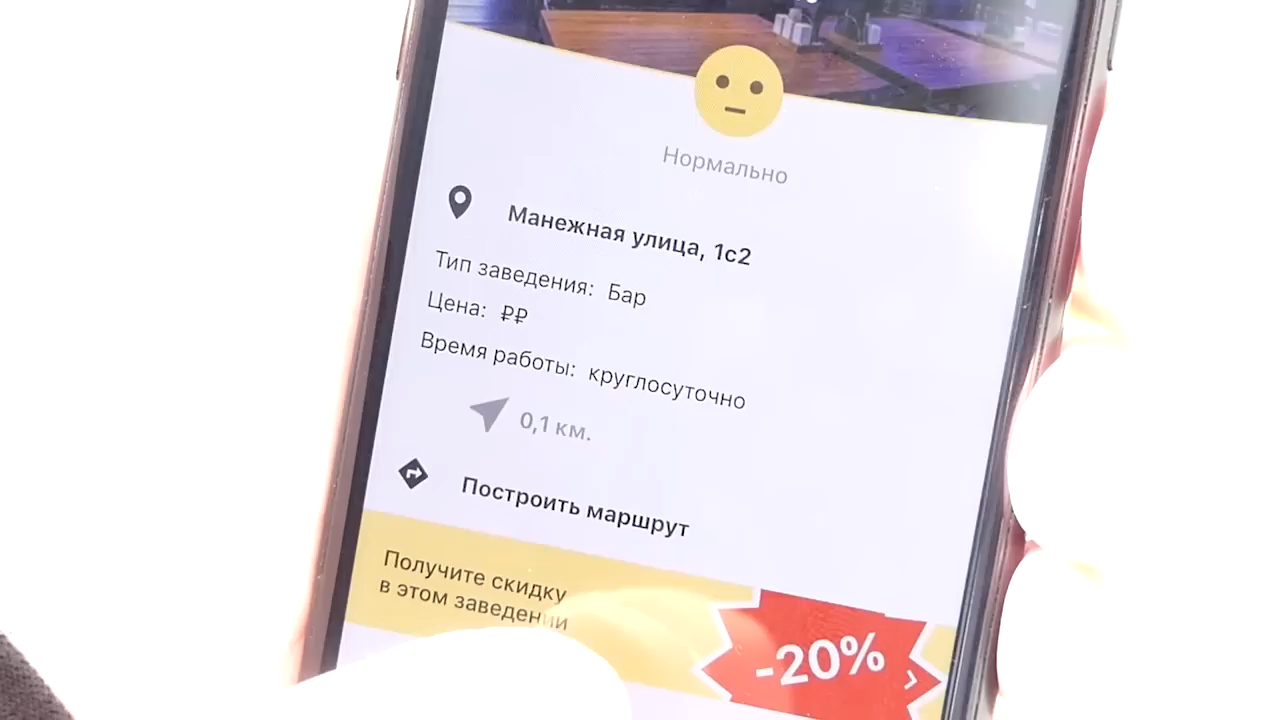 Нормально
Манежная улица, 1с2
Тип заведения: Бар
Цена: ₽₽
Время работы: круглосуточно
0,1 км.
Построить маршрут
Получите скидку
в этом заведении
-20%